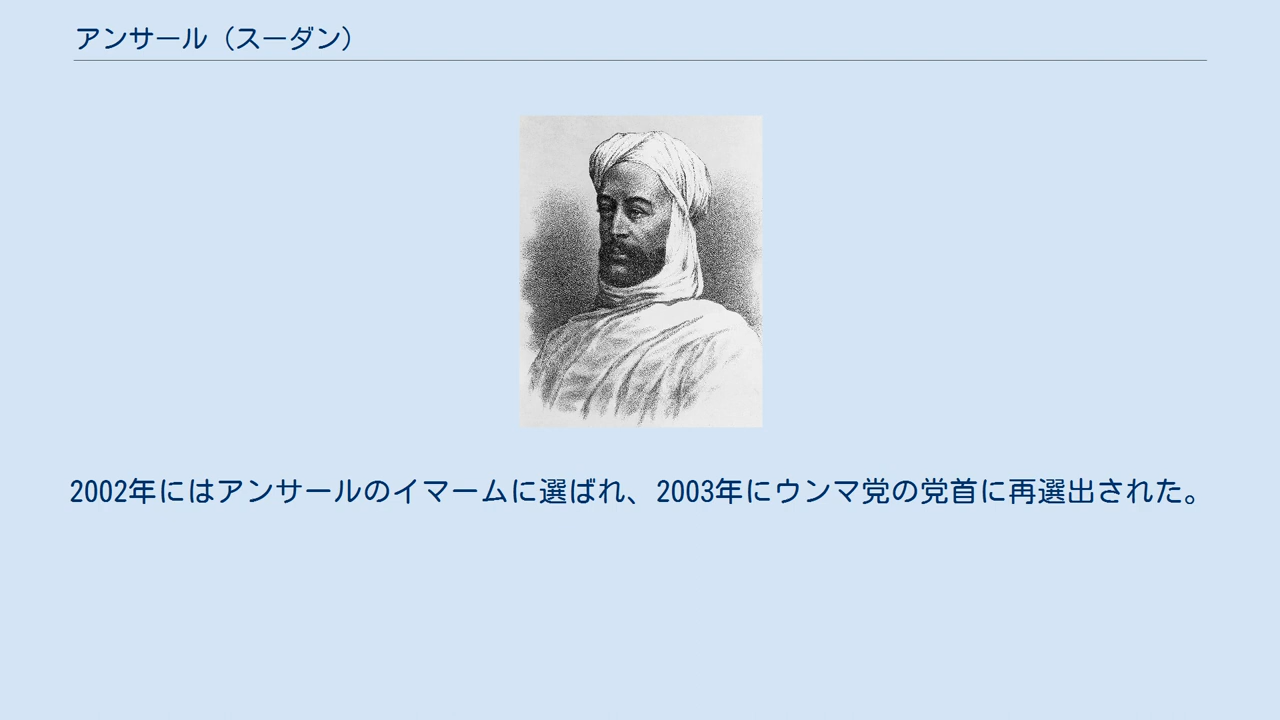 アンサール（スーダン）
2002年にはアンサールのイマームに選ばれ、2003年にウンマ党の党首に再選出された。